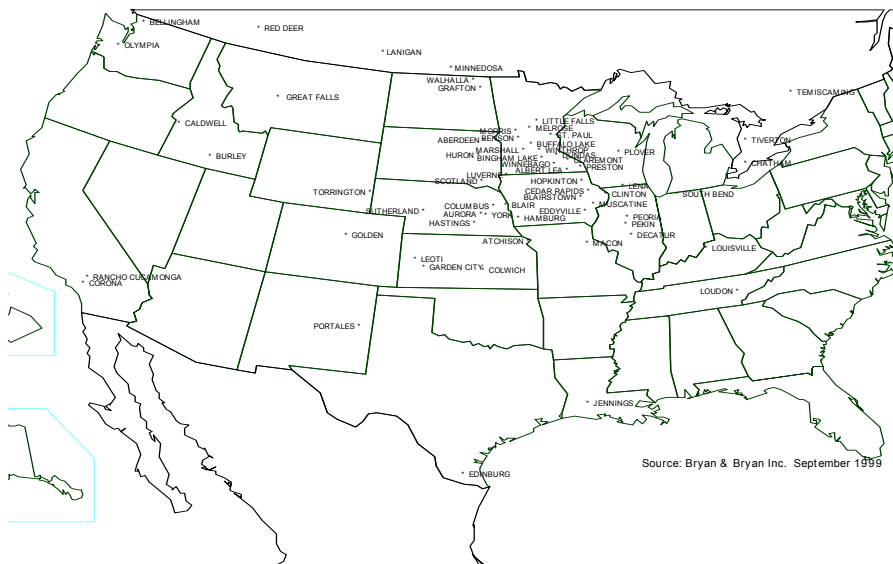 BELLINGHAM
RED DEER
OLYMPIA
LANIGAN
MINNEDOSA
WALHALLA
GRAFTON
TEMISCAMING
GREAT FALLS
CALDWELL
LITTLE FALLS
MELROSE
MORRIS
ST. PAUL
BENSON
ABERDEEN
TIVERTON
BUFFALO LAKE
MARSHALL
WINTHROP
PLOVER
HURON
BINGHAM LAKE
DUNDAS
BURLEY
CLAREMONT
CHATHAM
WINNEBAGO
PRESTON
ALBERT LEA
LUVERNE
SCOTLAND
HOPKINTON
LENA
TORRINGTON
CEDAR RAPIDS
CLINTON
SOUTH BEND
BLAIRSTOWN
MUSCATINE
BLAIR
COLUMBUS
SUTHERLAND
EDDYVILLE
AURORA
YORK
HAMBURG
PEORIA
HASTINGS
PEKIN
GOLDEN
DECATUR
ATCHISON
MACON
LOUISVILLE
LEOTI
GARDEN CITY
COLWICH
RANCHO CUCAMONGA
CORONA
LOUDON
PORTALES
JENNINGS
Source: Bryan & Bryan Inc. September 1999
EDINBURG